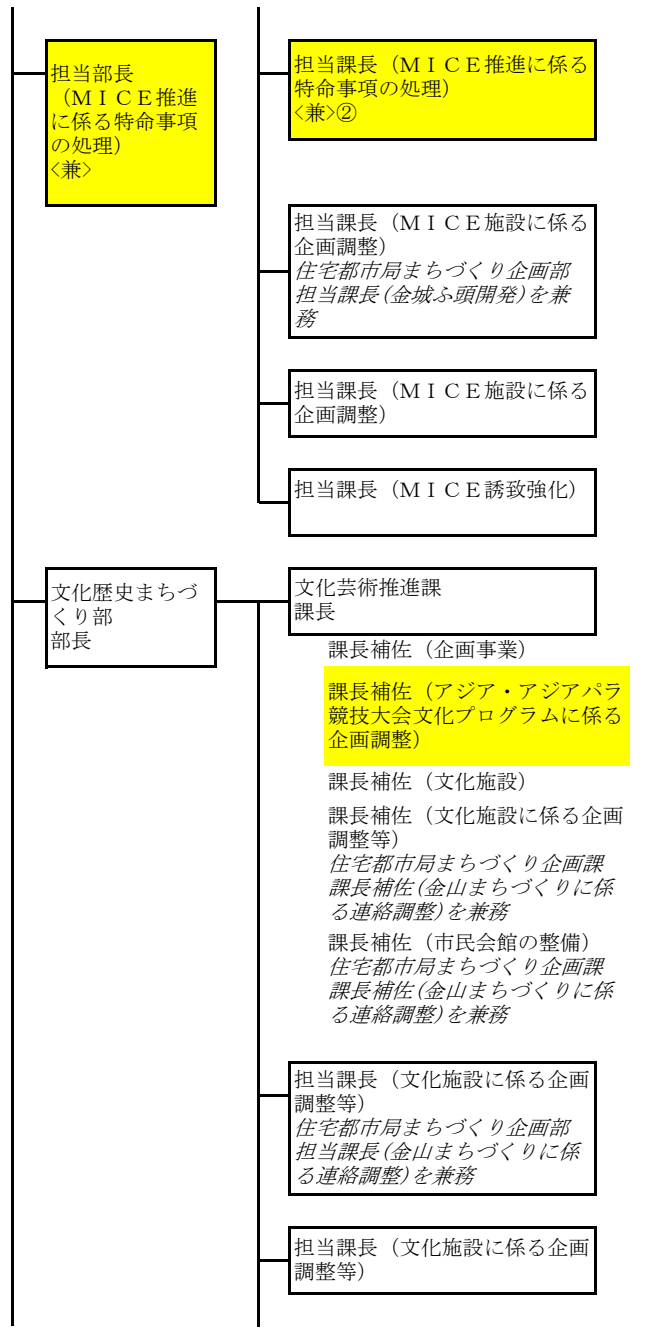 担当部長
（ＭＩＣＥ推進
に係る特命事項
の処理）
<兼>
担当課長（ＭＩＣＥ推進に係る
特命事項の処理）
<兼>②
担当課長（ＭＩＣＥ施設に係る
企画調整）
住宅都市局まちづくり企画部
担当課長(金城ふ頭開発)を兼
務
担当課長（ＭＩＣＥ施設に係る
企画調整）
担当課長（ＭＩＣＥ誘致強化）
文化歴史まちづ
くり部
部長
文化芸術推進課
課長
課長補佐（企画事業）
課長補佐（アジア・アジアパラ
競技大会文化プログラムに係る
企画調整）
課長補佐（文化施設）
課長補佐（文化施設に係る企画
調整等）
住宅都市局まちづくり企画課
課長補佐(金山まちづくりに係
る連絡調整)を兼務
課長補佐（市民会館の整備）
住宅都市局まちづくり企画課
課長補佐(金山まちづくりに係
る連絡調整)を兼務
担当課長（文化施設に係る企画
調整等）
住宅都市局まちづくり企画部
担当課長(金山まちづくりに係
る連絡調整)を兼務
担当課長（文化施設に係る企画
調整等）